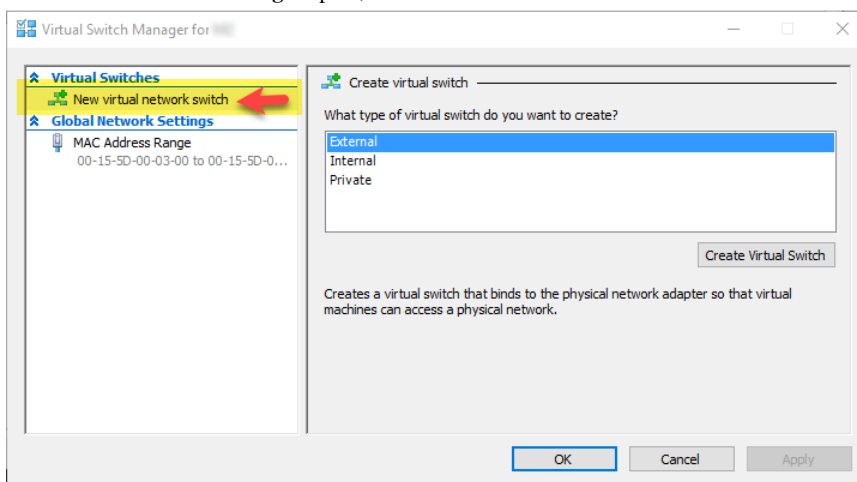 Virtual Switch Manager for
Virtual Switches
New virtual network switch
Global Network Settings
MAC Address Range
00-15-5D-00-03-00 to 00-15-5D-0...
Create virtual switch
What type of virtual switch do you want to create?
External
Internal
Private
Create Virtual Switch
Creates a virtual switch that binds to the physical network adapter so that virtual
machines can access a physical network.
OK Cancel Apply